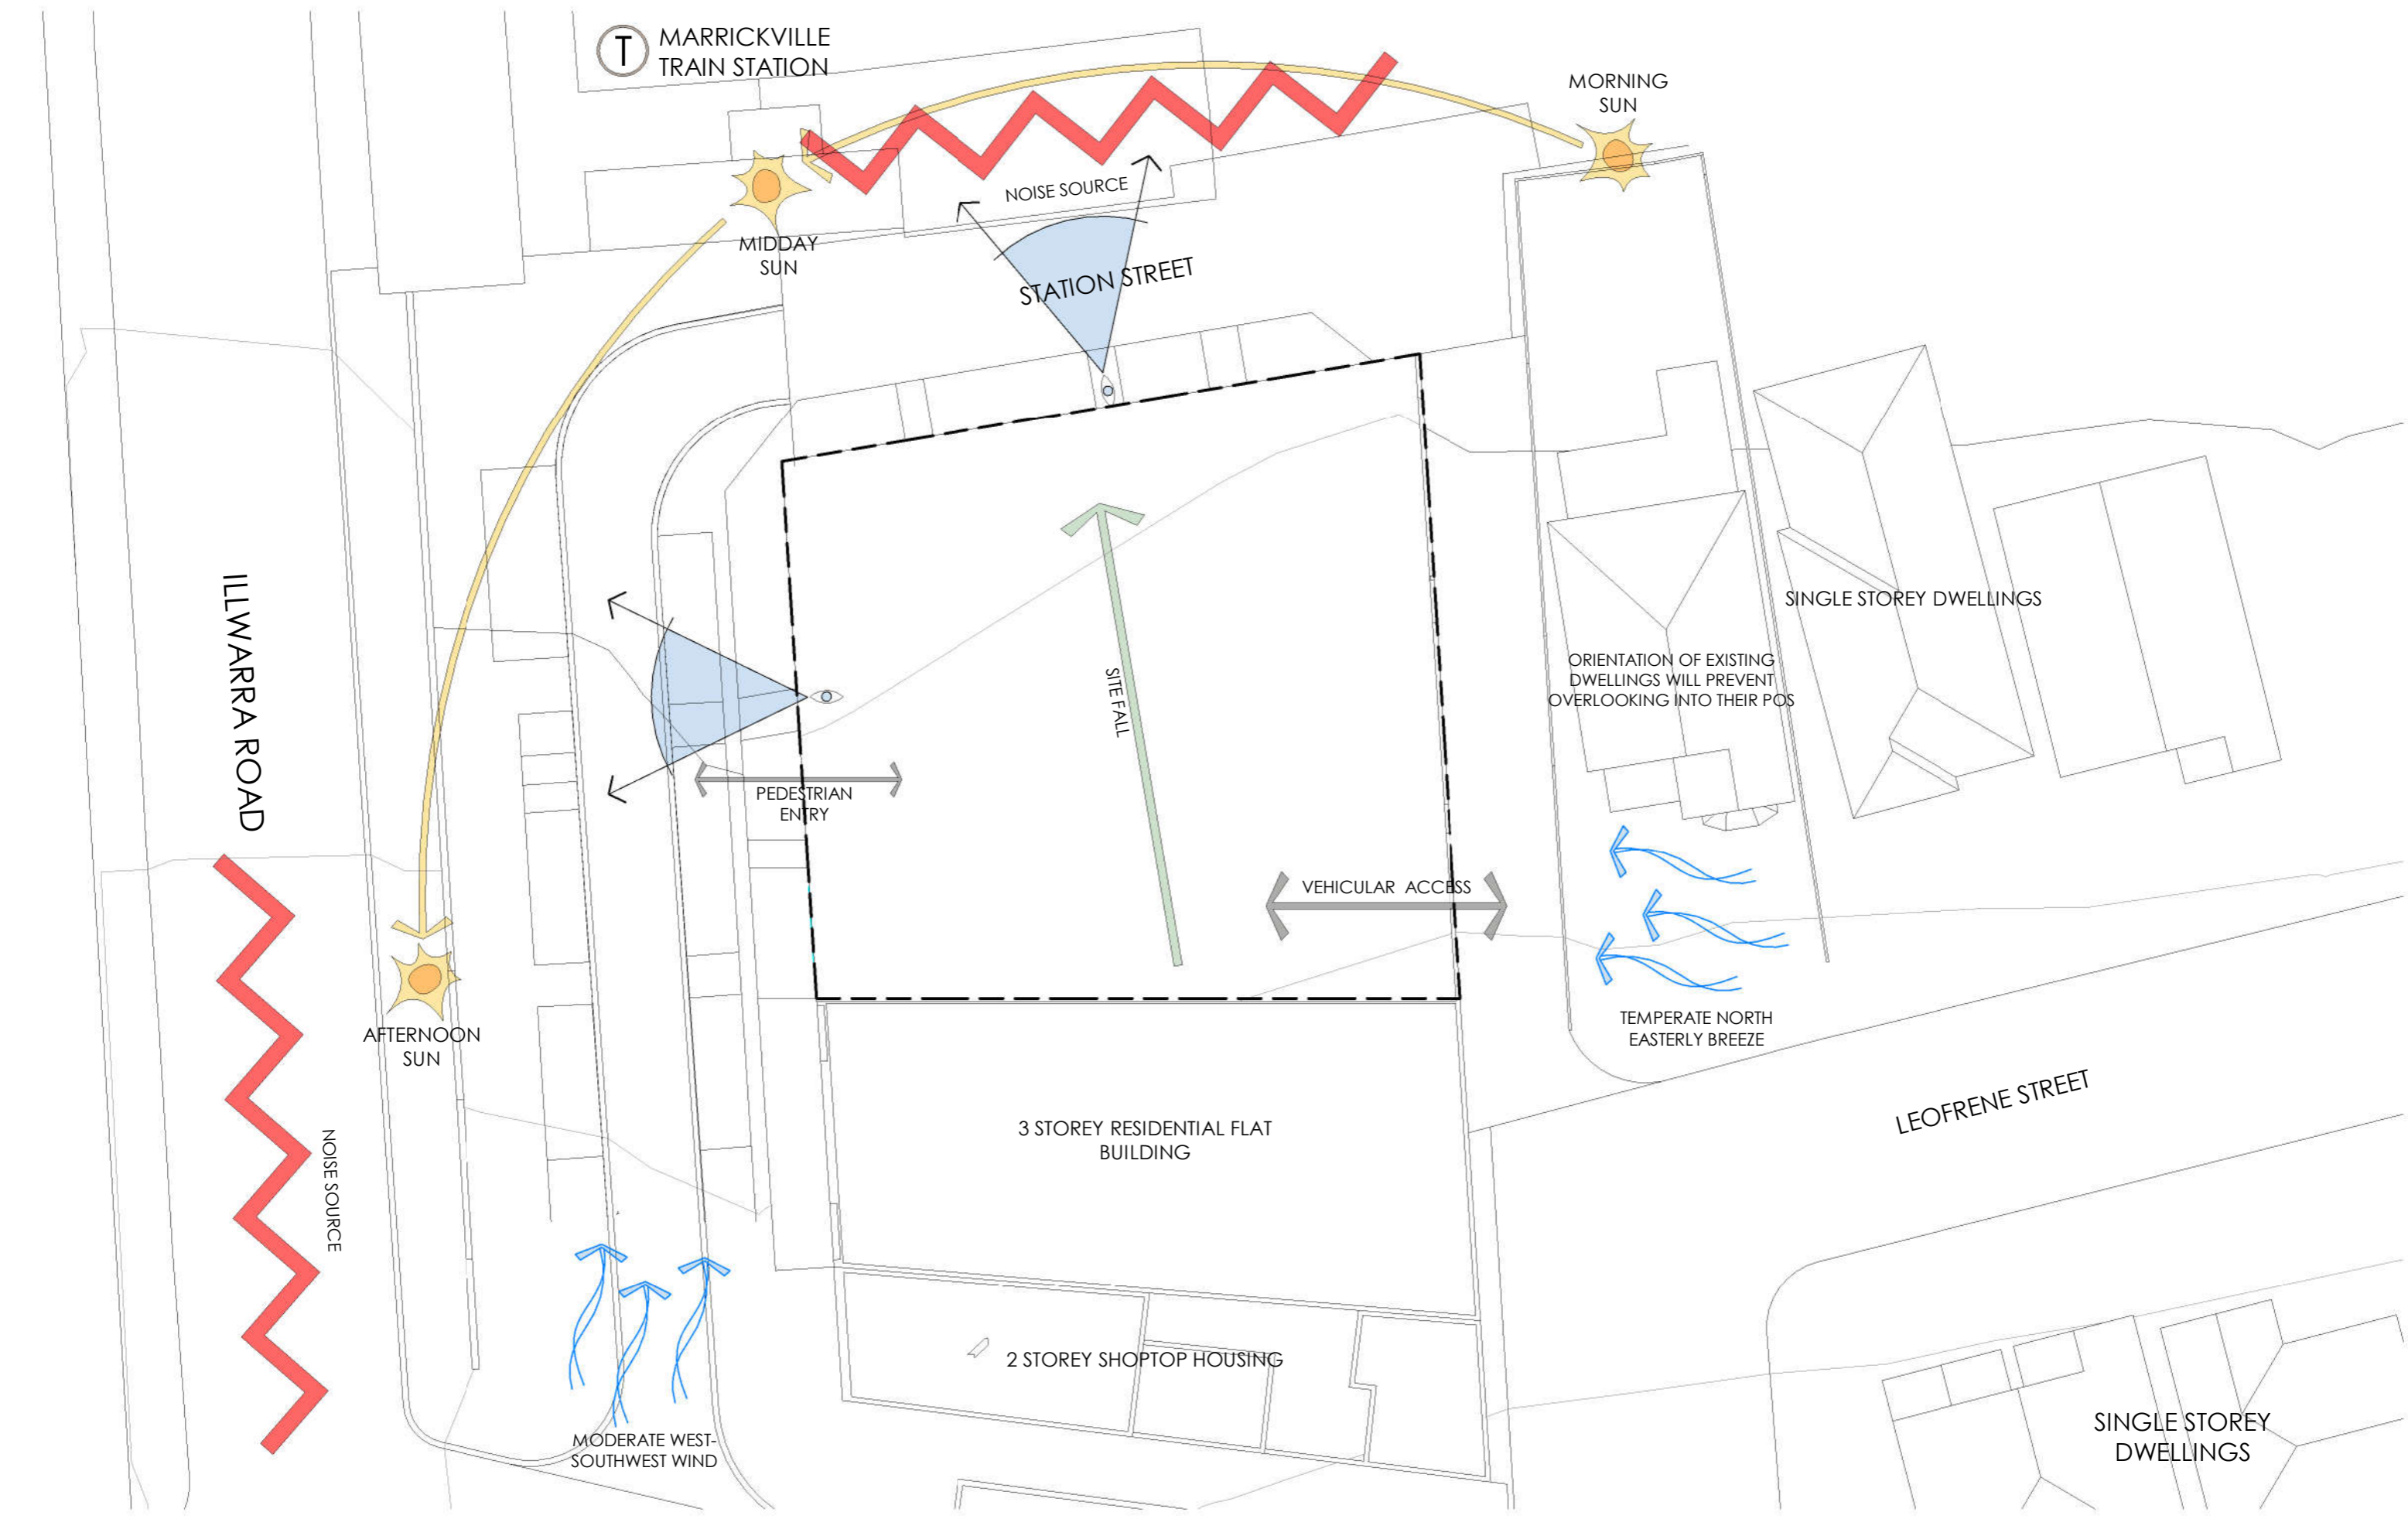 T
MARRICKVILLE
TRAIN STATION
MORNING
SUN
NOISE SOURCE
MIDDAY
SUN
STATION STREET
ILLWARRA ROAD
SITE FALL
SINGLE STOREY DWELLINGS
ORIENTATION OF EXISTING
DWELLINGS WILL PREVENT
OVERLOOKING INTO THEIR POS
PEDESTRIAN
ENTRY
VEHICULAR ACCESS
AFTERNOON
SUN
TEMPERATE NORTH
EASTERLY BREEZE
LEOFRENE STREET
3 STOREY RESIDENTIAL FLAT
BUILDING
NOISE SOURCE
2 STOREY SHOPTOP HOUSING
MODERATE WEST-
SOUTHWEST WIND
SINGLE STOREY
DWELLINGS